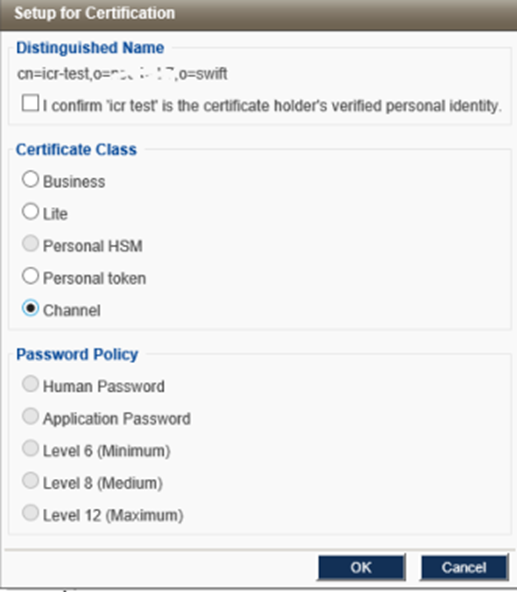 Setup for Certification
Distinguished Name
cn=icr-test,o= ,o=swift
I confirm 'icr test' is the certificate holder's verified personal identity.
Certificate Class
Business
Lite
Personal HSM
Personal token
Channel
Password Policy
Human Password
Application Password
Level 6 (Minimum)
Level 8 (Medium)
Level 12 (Maximum)
OK Cancel